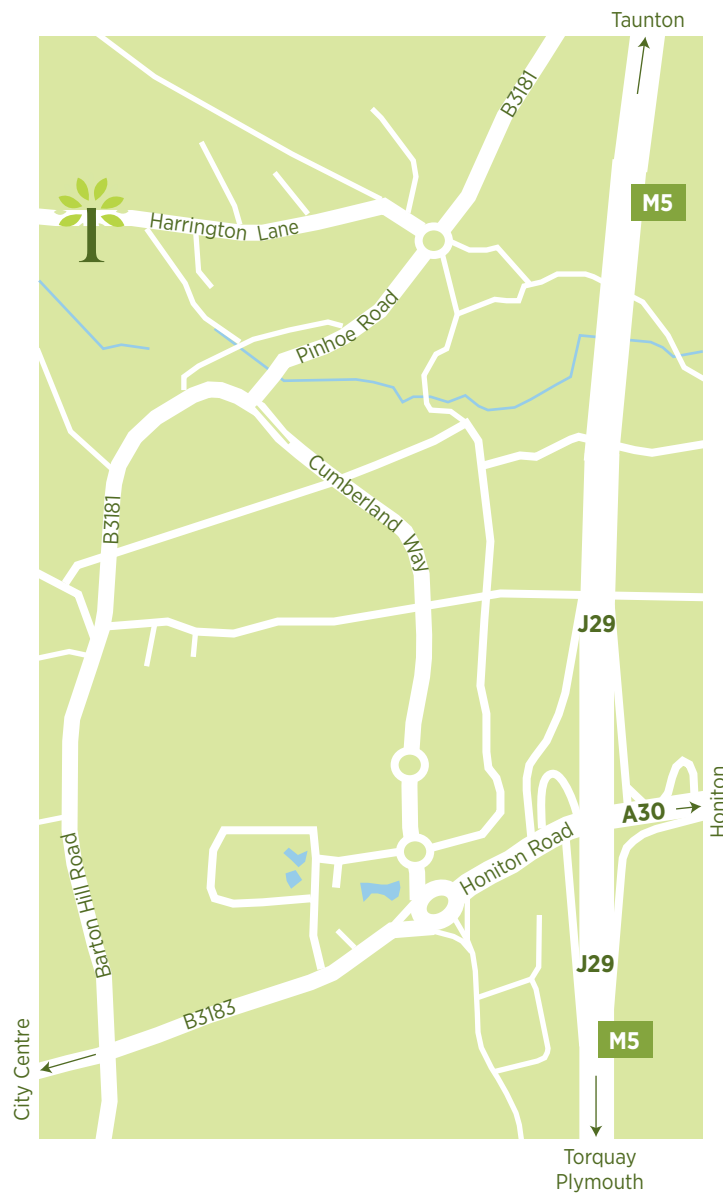 Taunton
B3181
M5
Harrington Lane
Pinhoe Road
Cumberland Way
B3181
J29
Honiton
A30
Honiton Road
Barton Hill Road
J29
B3183
M5
City Centre
Torquay
Plymouth